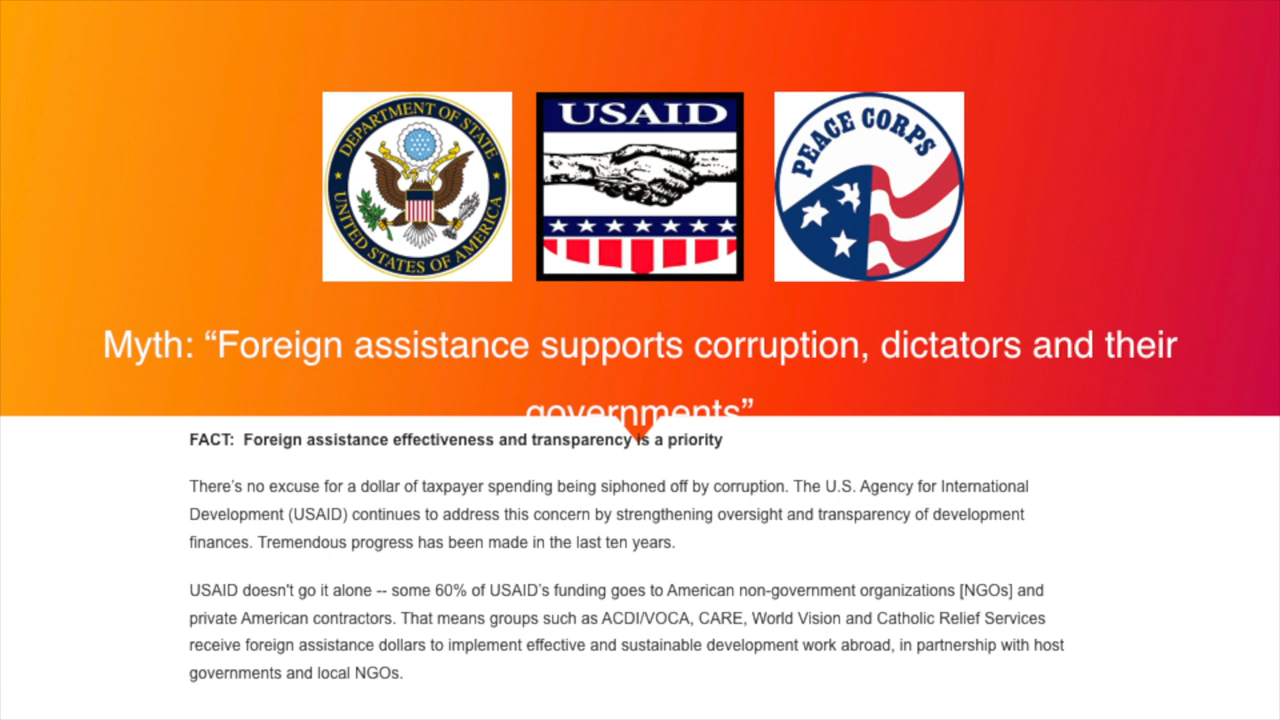 DEPARTMENT OF STATE
UNITED STATES OF AMERICA
USAID
PEACE CORPS
Myth: “Foreign assistance supports corruption, dictators and their
governments”
FACT:  Foreign assistance effectiveness and transparency is a priority
There’s no excuse for a dollar of taxpayer spending being siphoned off by corruption. The U.S. Agency for International
Development (USAID) continues to address this concern by strengthening oversight and transparency of development
finances. Tremendous progress has been made in the last ten years.
USAID doesn't go it alone -- some 60% of USAID’s funding goes to American non-government organizations [NGOs] and
private American contractors. That means groups such as ACDI/VOCA, CARE, World Vision and Catholic Relief Services
receive foreign assistance dollars to implement effective and sustainable development work abroad, in partnership with host
governments and local NGOs.